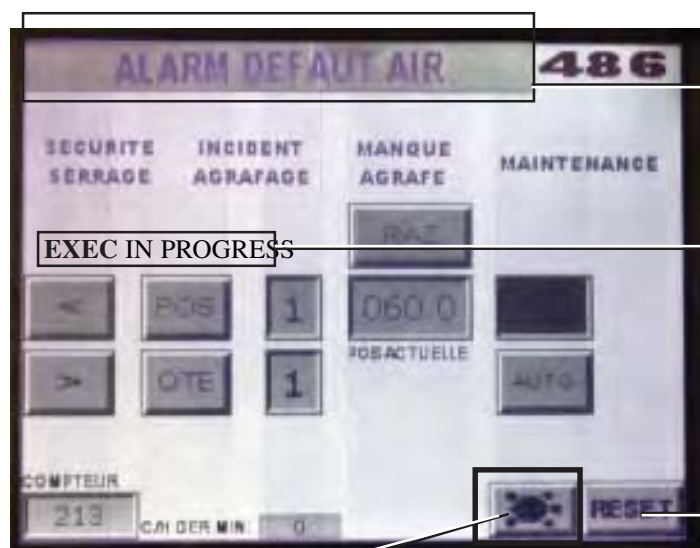 ALARM DEFAUT AIR 486
SECURITE SERRAGE
INCIDENT AGRAFAGE
MANQUE AGRAFE
MAINTENANCE
RAZ
EXEC IN PROGRESS
< POS 1 060.0
POS ACTUELLE
> OTE 1 AUTO
COMPTEUR
213 C/H DER MIN 0 RESET